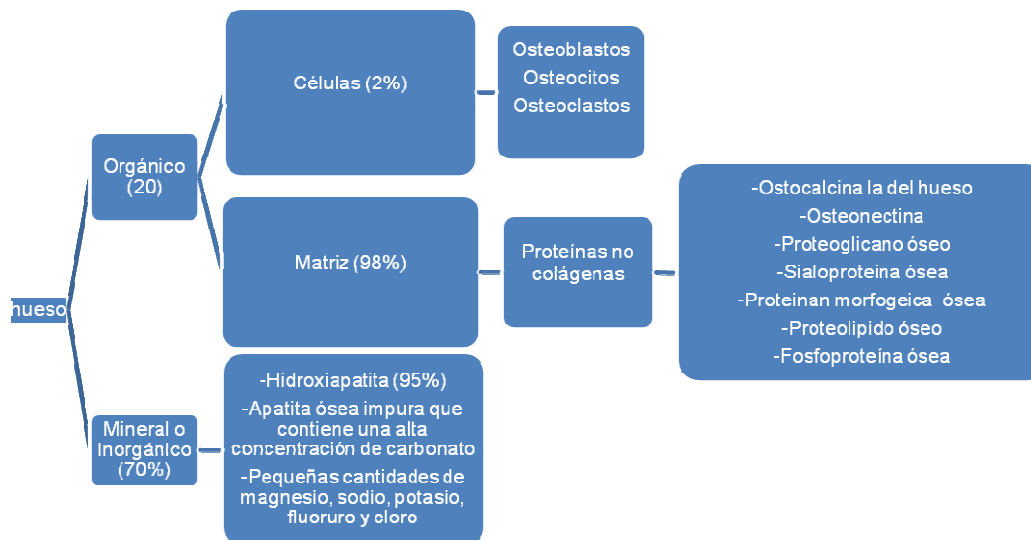 hueso
Orgánico
(20)
Células (2%)
Osteoblastos
Osteocitos
Osteoclastos
Matriz (98%)
Proteínas no
colágenas
-Ostocalcina la del hueso
-Osteonectina
-Proteoglicano óseo
-Sialoproteina ósea
-Proteinan morfogeica ósea
-Proteolipido óseo
-Fosfoproteína ósea
Mineral o
inorgánico
(70%)
-Hidroxiapatita (95%)
-Apatita ósea impura que
contiene una alta
concentración de carbonato
-Pequeñas cantidades de
magnesio, sodio, potasio,
fluoruro y cloro